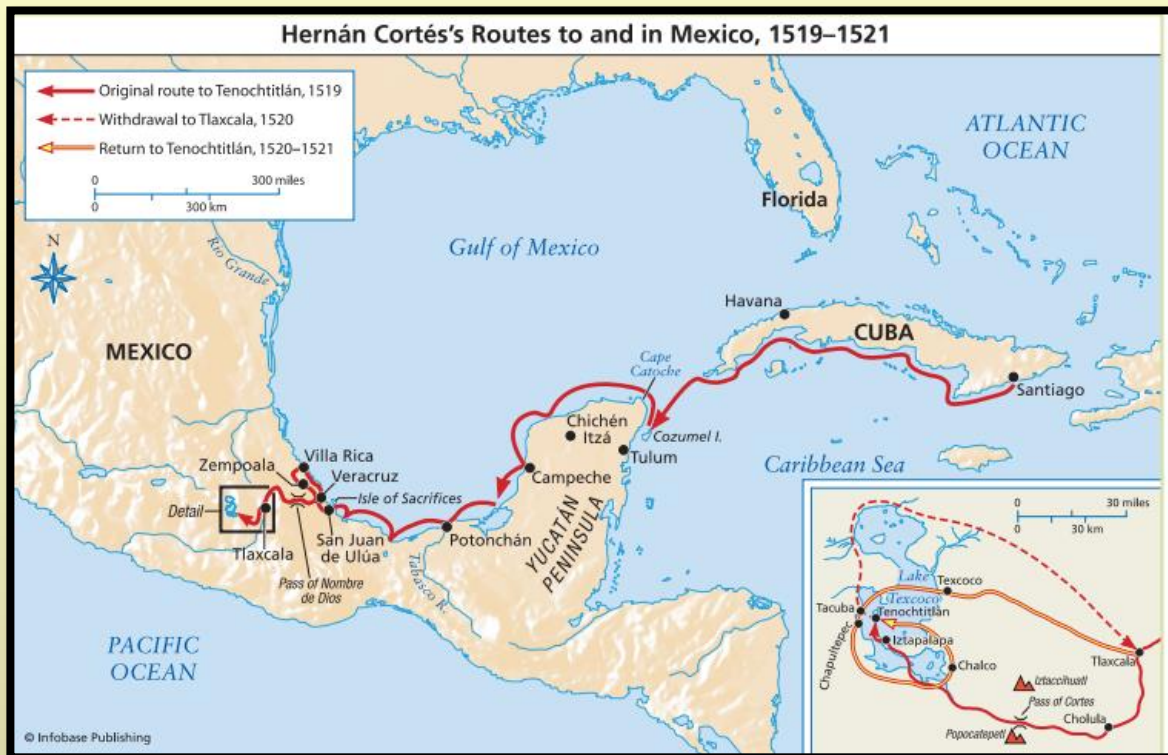 Hernán Cortés's Routes to and in Mexico, 1519–1521
Original route to Tenochtitlán, 1519
Withdrawal to Tlaxcala, 1520
Return to Tenochtitlán, 1520–1521
0 300 miles
0 300 km
N
Rio Grande
MEXICO
Gulf of Mexico
Florida
ATLANTIC
OCEAN
Havana
CUBA
Santiago
Cape
Catoche
Cozumel I.
Chichén
Itzá
Tulum
Campeche
YUCATÁN
PENINSULA
Caribbean Sea
Villa Rica
Zempoala
Veracruz
Isle of Sacrifices
Detail
Tlaxcala
San Juan
de Ulúa
Potonchán
Pass of Nombre
de Dios
Tabasco R.
PACIFIC
OCEAN
0 30 miles
0 30 km
Lake
Texcoco
Texcoco
Tacuba
Tenochtitlán
Chapultepec
Iztapalapa
Chalco
Tlaxcala
Iztaccihuatl
Pass of Cortes
Cholula
Popocatepetl
© Infobase Publishing